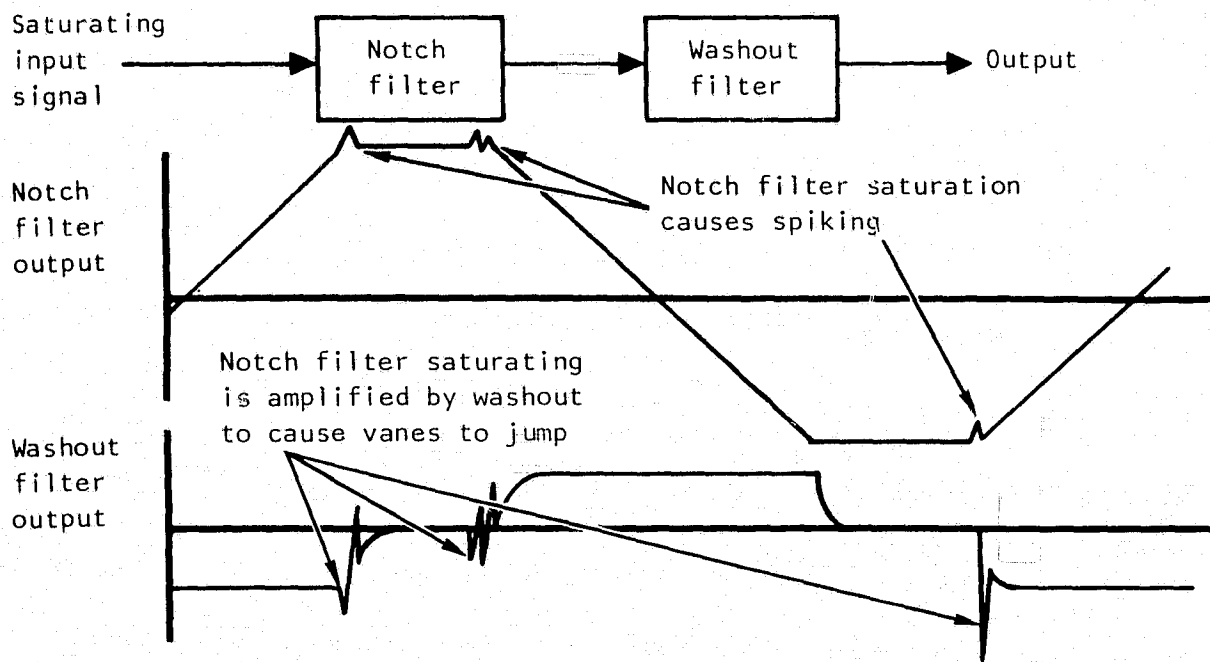 Saturating
input
signal
Notch
filter
Washout
filter
Output
Notch
filter
output
Notch filter saturation
causes spiking
Notch filter saturating
is amplified by washout
to cause vanes to jump
Washout
filter
output